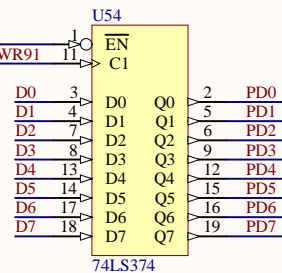 U54
1 EN
WR91 11 C1
D0 3 D0 Q0 2 PD0
D1 4 D1 Q1 5 PD1
D2 7 D2 Q2 6 PD2
D3 8 D3 Q3 9 PD3
D4 13 D4 Q4 12 PD4
D5 14 D5 Q5 15 PD5
D6 17 D6 Q6 16 PD6
D7 18 D7 Q7 19 PD7
74LS374